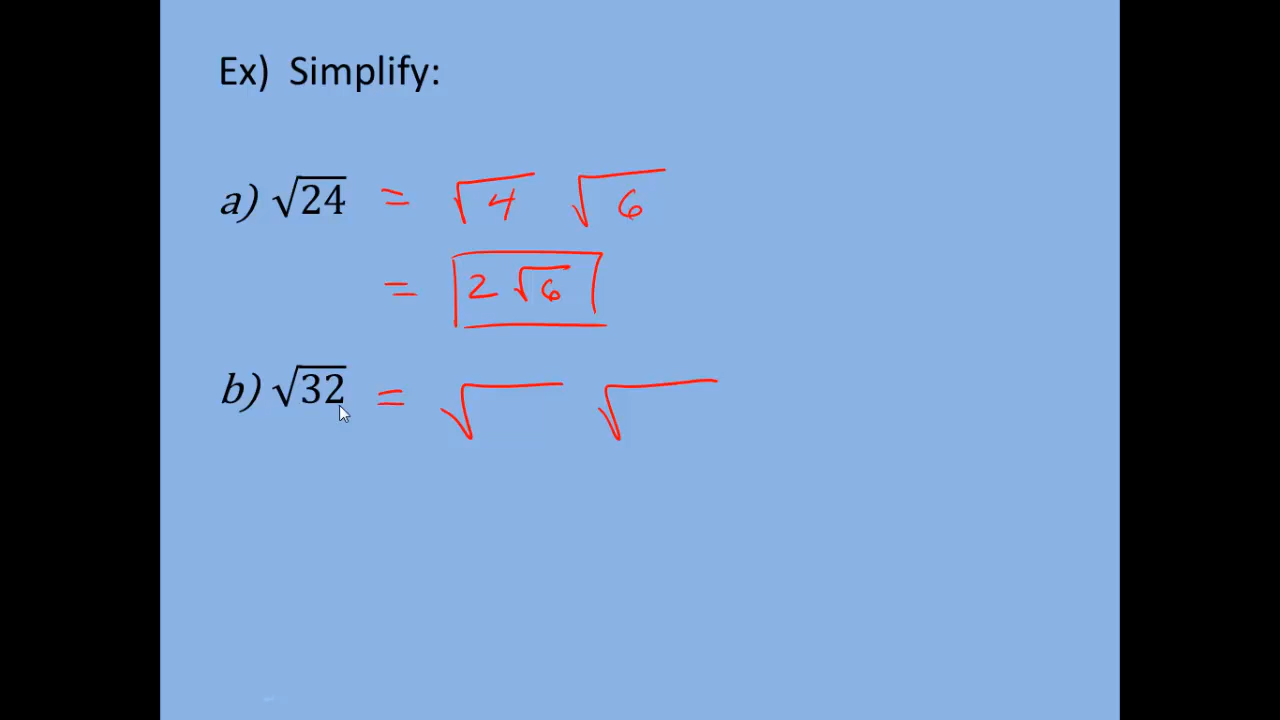 Ex) Simplify:
a) √24 = √4 √6
= 2 √6
b) √32 = √ √